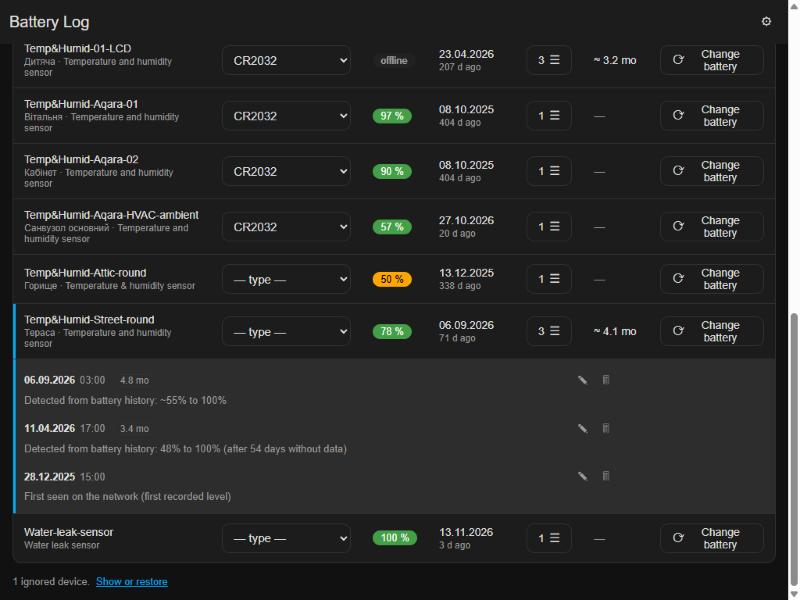 Battery Log
Temp&Humid-01-LCD
Дитяча · Temperature and humidity
sensor
CR2032
offline
23.04.2026
207 d ago
3
~ 3.2 mo
Change
battery
Temp&Humid-Aqara-01
Вітальня · Temperature and humidity
sensor
CR2032
97 %
08.10.2025
404 d ago
1
—
Change
battery
Temp&Humid-Aqara-02
Кабінет · Temperature and humidity
sensor
CR2032
90 %
08.10.2025
404 d ago
1
—
Change
battery
Temp&Humid-Aqara-HVAC-ambient
Санвузол основний · Temperature and
humidity sensor
CR2032
57 %
27.10.2026
20 d ago
1
—
Change
battery
Temp&Humid-Attic-round
Горище · Temperature & humidity sensor
— type —
50 %
13.12.2025
338 d ago
1
—
Change
battery
Temp&Humid-Street-round
Тераса · Temperature and humidity
sensor
— type —
78 %
06.09.2026
71 d ago
3
~ 4.1 mo
Change
battery
06.09.2026 03:00 4.8 mo
Detected from battery history: ~55% to 100%
11.04.2026 17:00 3.4 mo
Detected from battery history: 48% to 100% (after 54 days without data)
28.12.2025 15:00
First seen on the network (first recorded level)
Water-leak-sensor
Water leak sensor
— type —
100 %
13.11.2026
3 d ago
1
—
Change
battery
1 ignored device. Show or restore